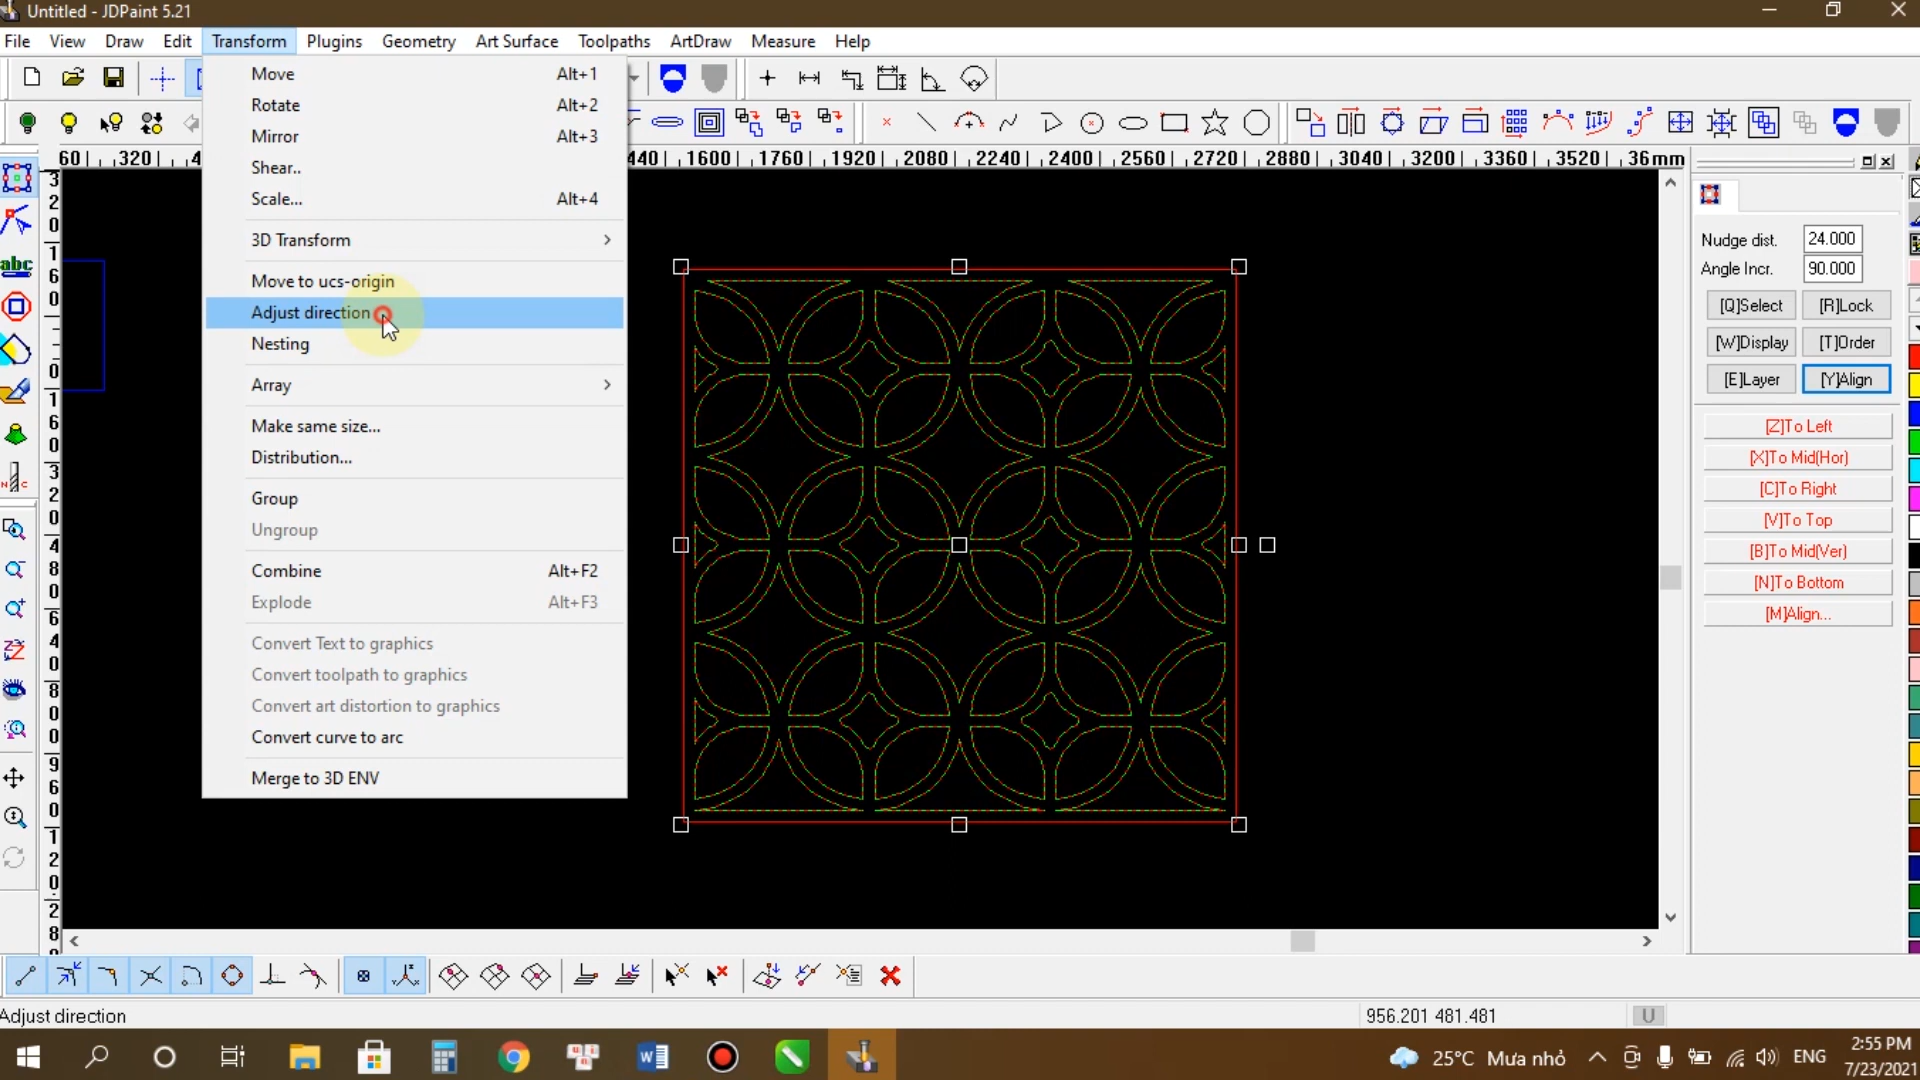 Untitled - JDPaint 5.21
File View Draw Edit Transform Plugins Geometry Art Surface Toolpaths ArtDraw Measure Help
Move Alt+1
Rotate Alt+2
Mirror Alt+3
Shear..
Scale... Alt+4
3D Transform
Move to ucs-origin
Adjust direction
Nesting
Array
Make same size...
Distribution...
Group
Ungroup
Combine Alt+F2
Explode Alt+F3
Convert Text to graphics
Convert toolpath to graphics
Convert art distortion to graphics
Convert curve to arc
Merge to 3D ENV
abc
60 320 4
440 1600 1760 1920 2080 2240 2400 2560 2720 2880 3040 3200 3360 3520 36mm
Nudge dist. 24.000
Angle Incr. 90.000
[Q]Select [R]Lock
[W]Display [T]Order
[E]Layer [Y]Align
[Z]To Left
[X]To Mid(Hor)
[C]To Right
[V]To Top
[B]To Mid(Ver)
[N]To Bottom
[M]Align...
Adjust direction
956.201 481.481
U
25°C Mưa nhỏ
ENG
2:55 PM
7/23/2021